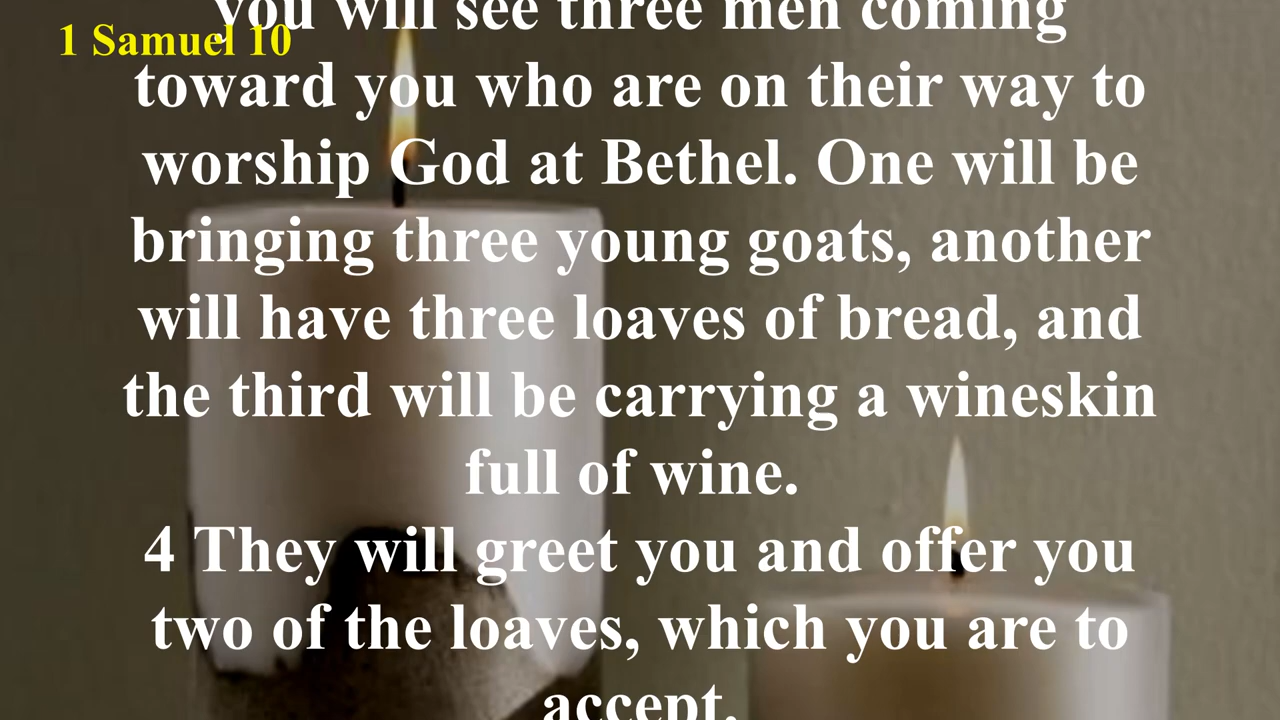 you will see three men coming
1 Samuel 10
toward you who are on their way to
worship God at Bethel. One will be
bringing three young goats, another
will have three loaves of bread, and
the third will be carrying a wineskin
full of wine.
4 They will greet you and offer you
two of the loaves, which you are to
accept.